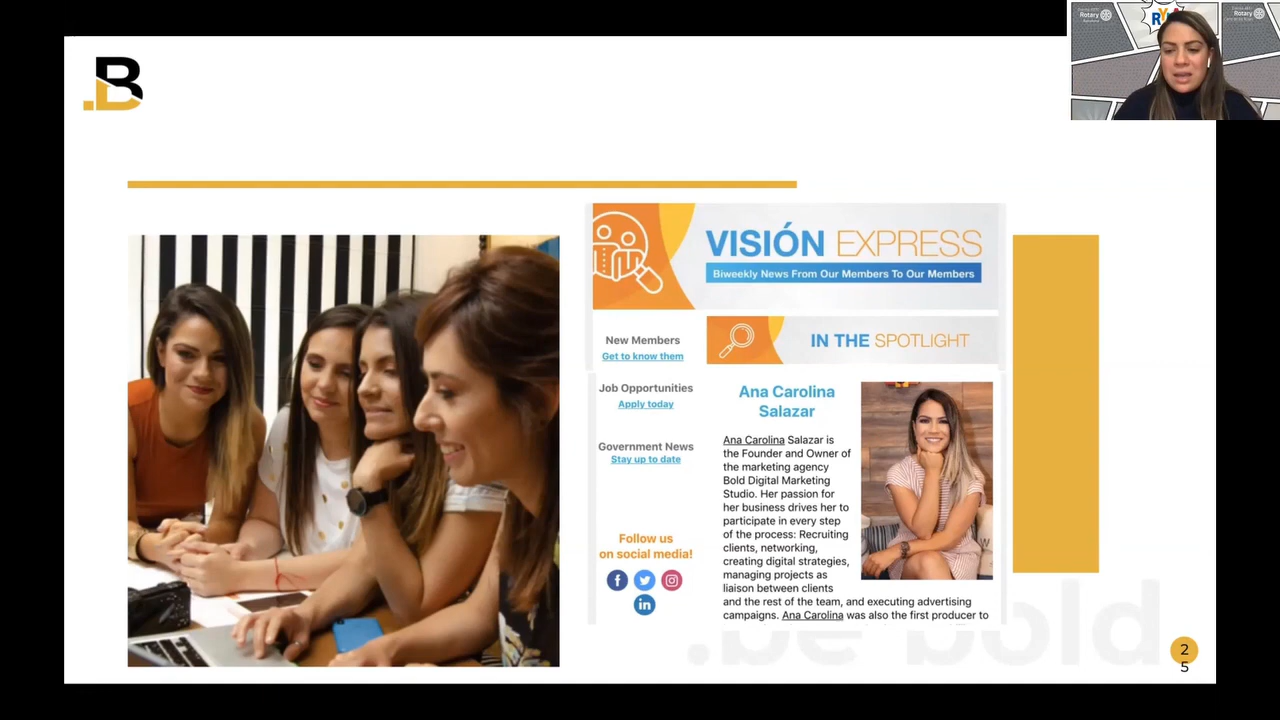 B
Rotary
RYLA
Rotary
VISIÓN EXPRESS
Biweekly News From Our Members To Our Members
New Members
Get to know them
Job Opportunities
Apply today
Government News
Stay up to date
Follow us
on social media!
IN THE SPOTLIGHT
Ana Carolina
Salazar
Ana Carolina Salazar is
the Founder and Owner of
the marketing agency
Bold Digital Marketing
Studio. Her passion for
her business drives her to
participate in every step
of the process: Recruiting
clients, networking,
creating digital strategies,
managing projects as
liaison between clients
and the rest of the team, and executing advertising
campaigns. Ana Carolina was also the first producer to
.be bold
2
5